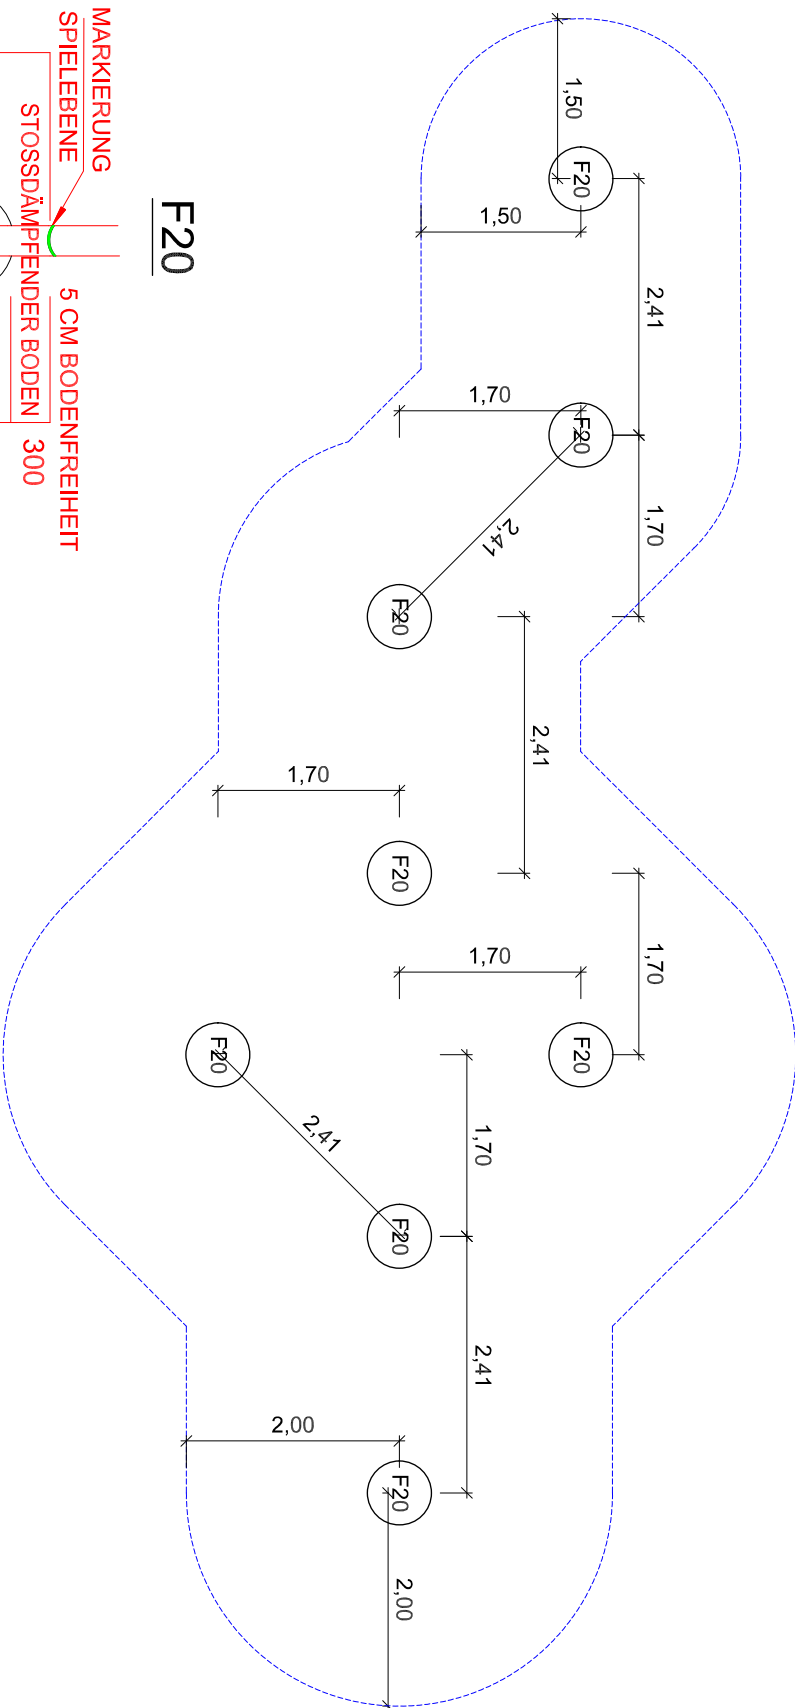 MARKIERUNG
SPIELEBENE
STOSSDÄMPFENDER BODEN
5 CM BODENFREIHEIT
300
F20
1,50
F20
1,50
2,41
1,70
F20
1,70
2,41
F20
2,41
1,70
F20
1,70
1,70
F20
F20
1,70
2,41
F20
2,41
2,00
F20
2,00